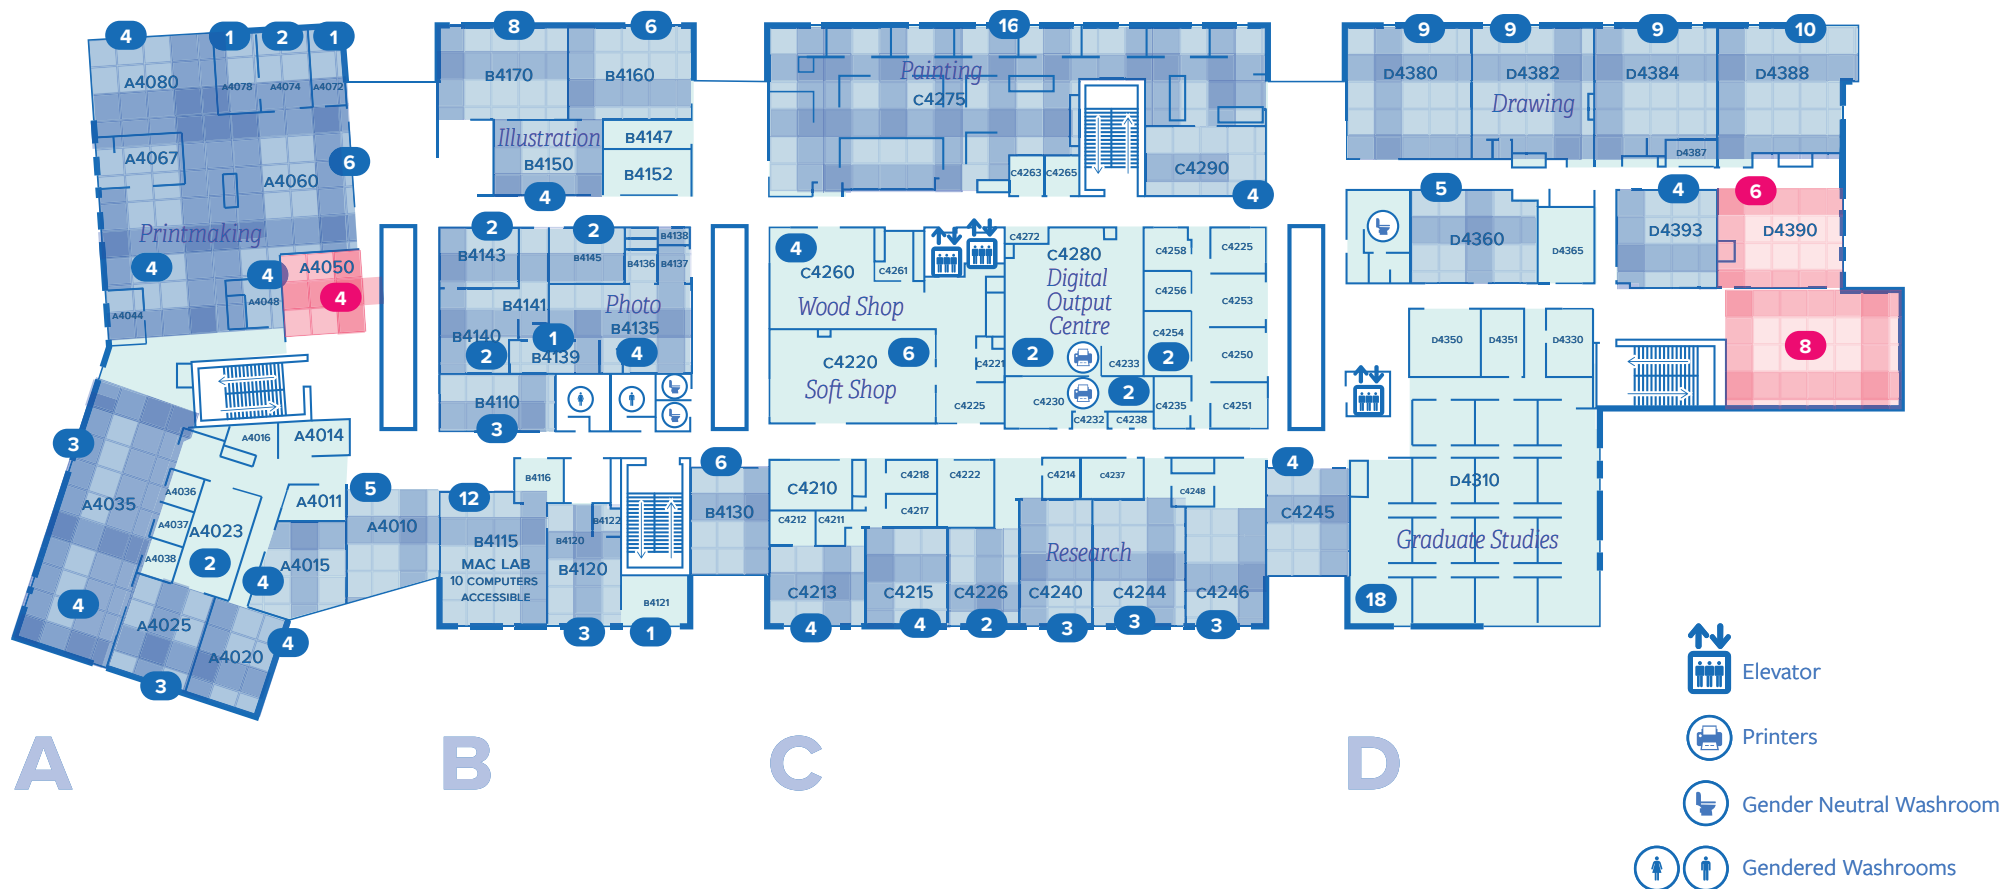 4
1
2
1
A4080
A4078
A4074
A4072
A4067
6
A4060
Printmaking
4
4
A4050
4
A4048
A4044
3
A4016
A4014
A4035
A4036
A4011
5
A4037
A4023
A4010
A4038
2
4
A4015
4
A4025
A4020
4
3
8
6
B4170
B4160
Illustration
B4147
B4150
B4152
4
2
2
B4138
B4143
B4145
B4136
B4137
B4141
Photo
B4135
B4140
1
2
B4139
4
B4110
3
B4116
12
6
B4130
B4122
B4115
B4120
MAC LAB
10 COMPUTERS
ACCESSIBLE
B4120
B4121
3
1
16
Painting
C4275
C4263
C4265
C4290
4
4
C4260
C4261
C4272
C4280
C4258
C4225
Wood Shop
Digital
Output
Centre
C4256
C4253
C4254
C4220
6
C4221
2
C4233
2
C4250
Soft Shop
C4225
C4230
2
C4235
C4251
C4232
C4238
C4210
C4218
C4222
C4214
C4237
C4248
4
C4212
C4211
C4217
C4245
Research
C4213
C4215
C4226
C4240
C4244
C4246
4
4
2
3
3
3
9
9
9
10
D4380
D4382
D4384
D4388
Drawing
D4387
5
4
6
D4360
D4365
D4393
D4390
D4350
D4351
D4330
8
D4310
Graduate Studies
18
Elevator
Printers
Gender Neutral Washroom
Gendered Washrooms
A
B
C
D